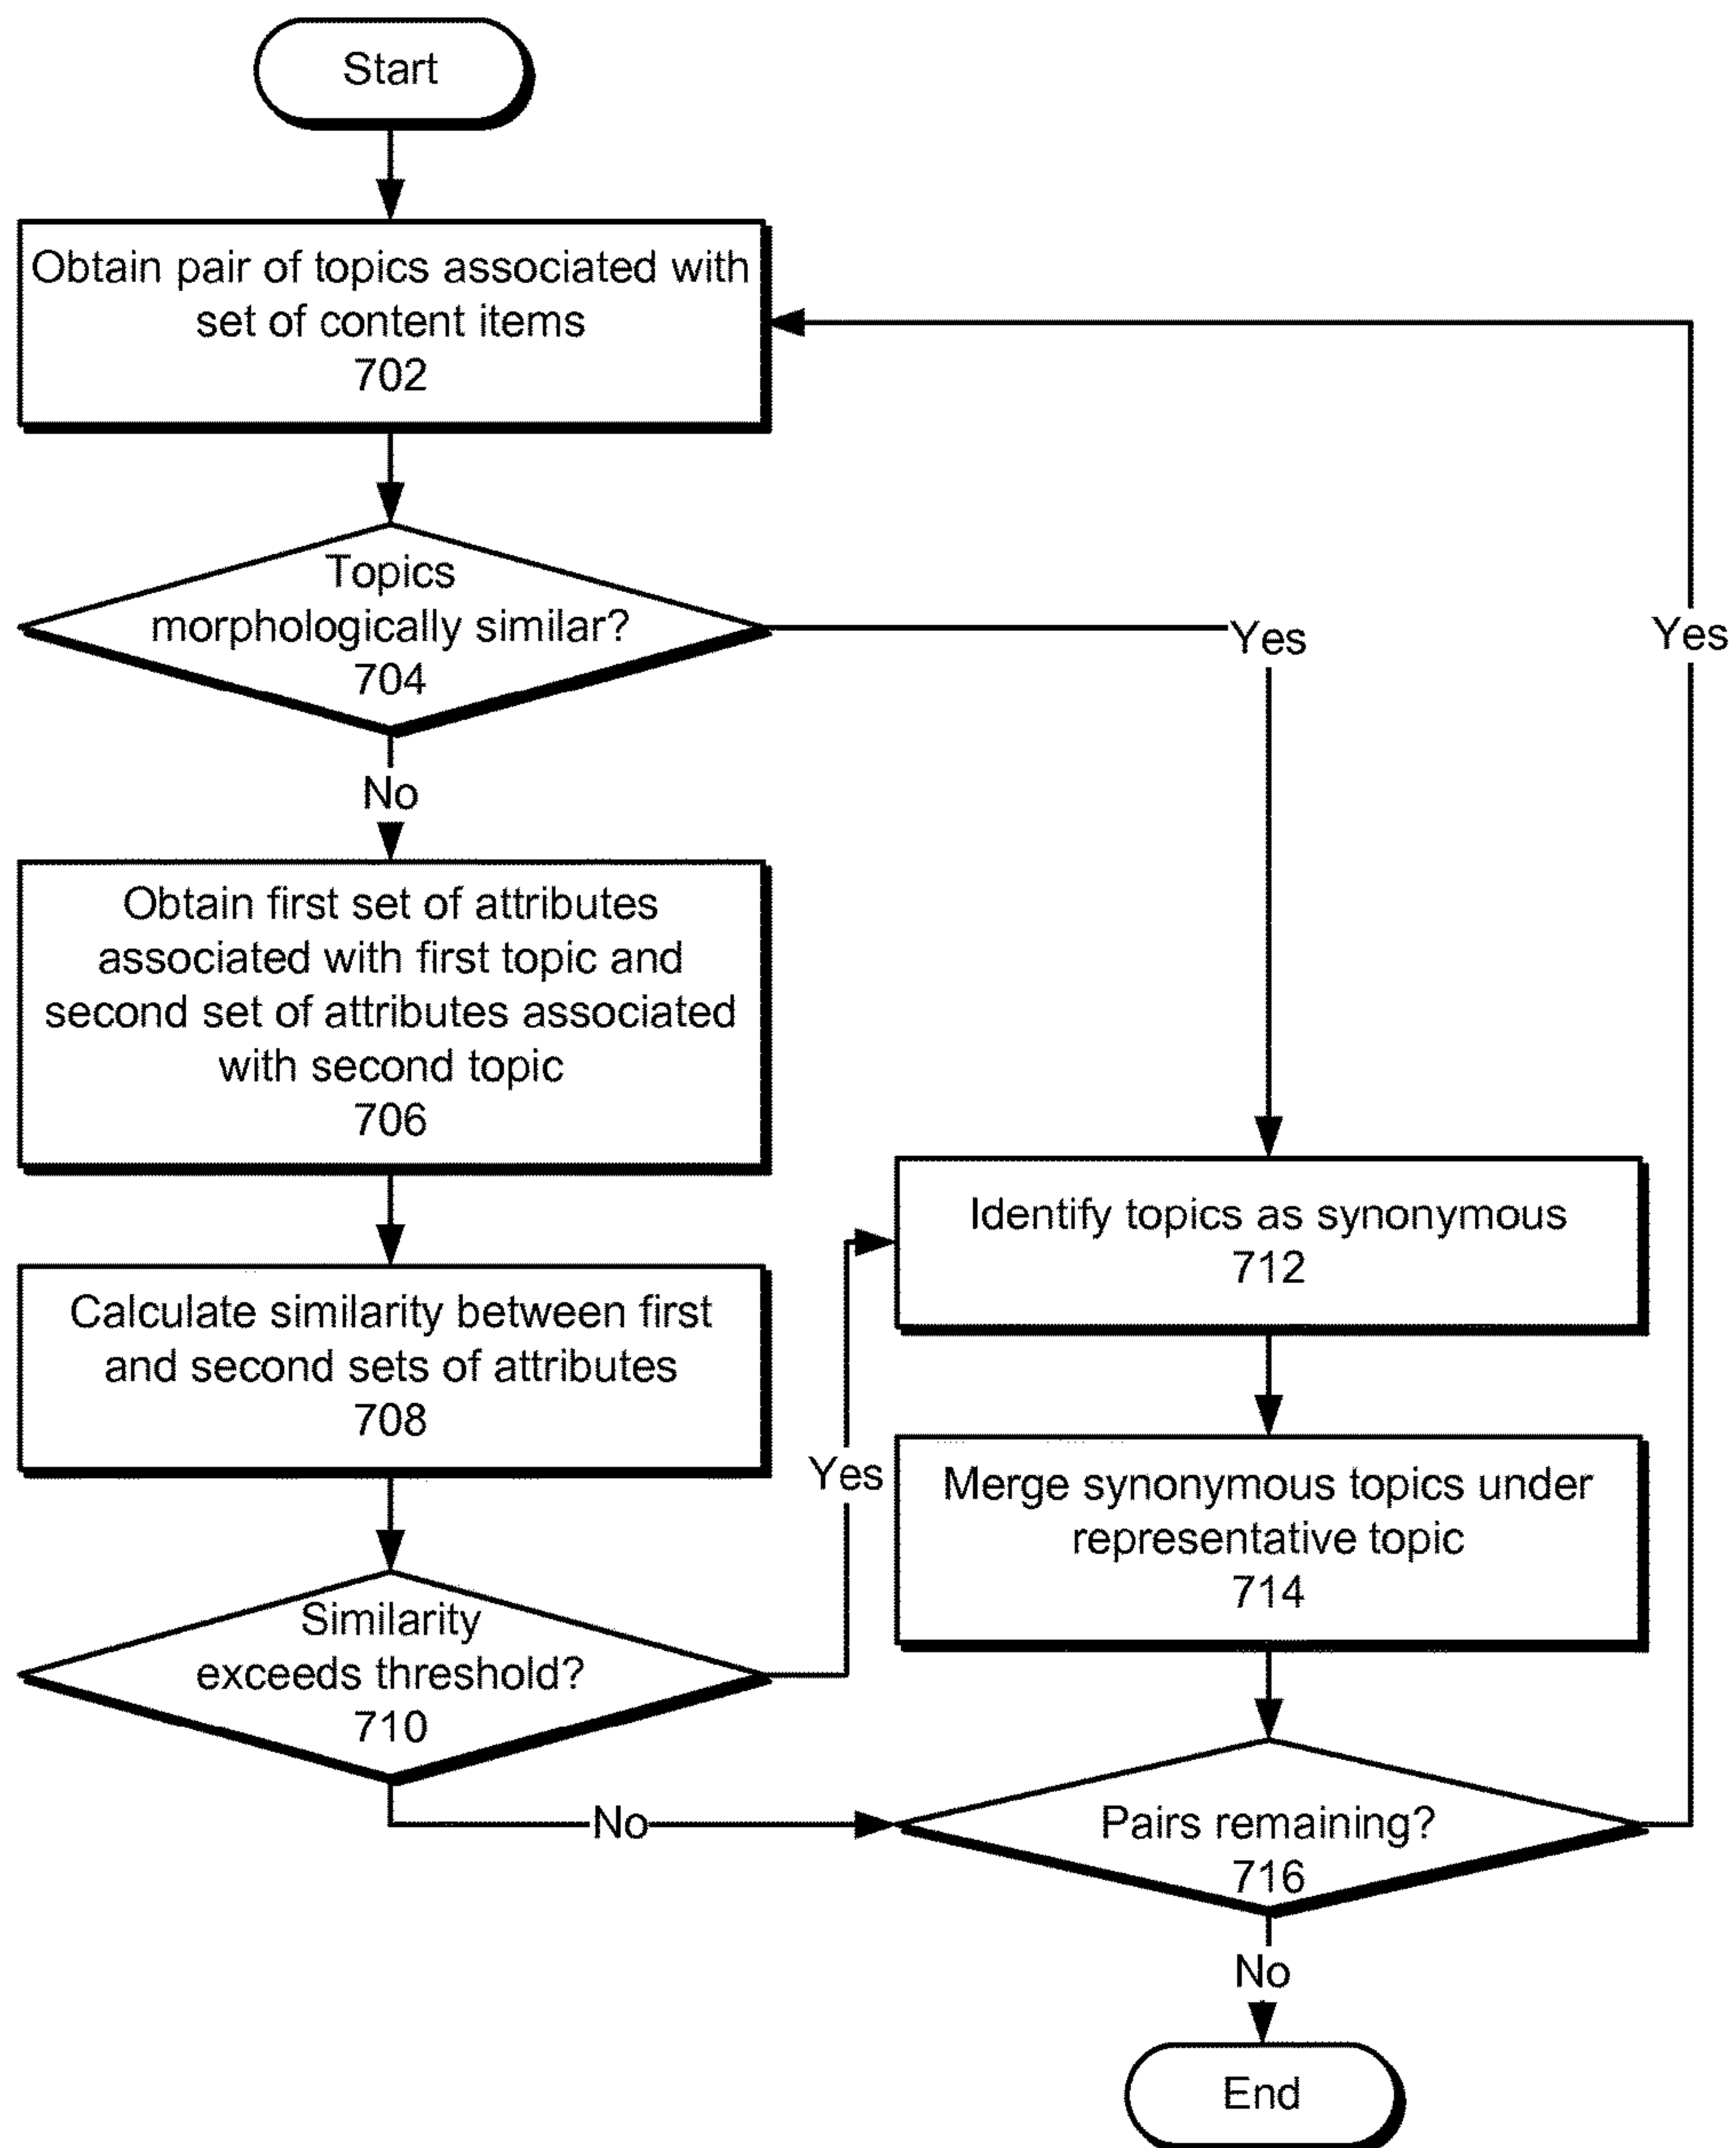 Start
Obtain pair of topics associated with
set of content items
702
Topics
morphologically similar?
704
Yes
Yes
No
Obtain first set of attributes
associated with first topic and
second set of attributes associated
with second topic
706
Identify topics as synonymous
712
Calculate similarity between first
and second sets of attributes
708
Yes
Merge synonymous topics under
representative topic
714
Similarity
exceeds threshold?
710
No
Pairs remaining?
716
No
End